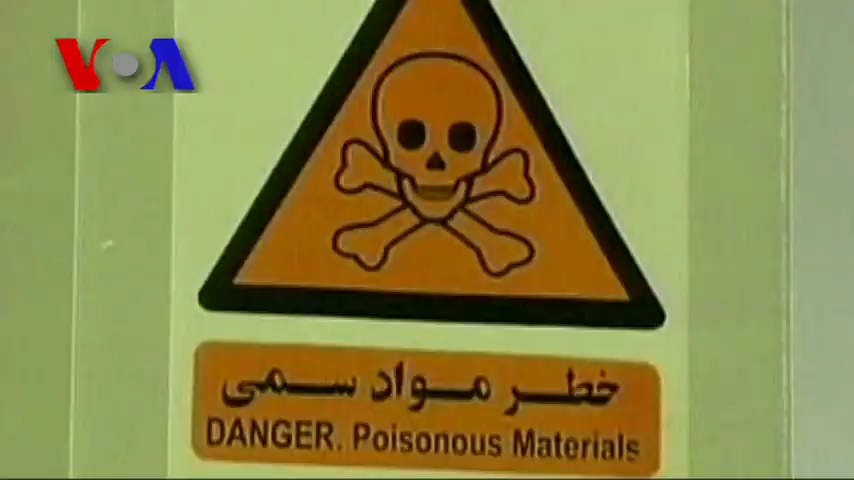 VOA
خطر مواد سمی
DANGER. Poisonous Materials